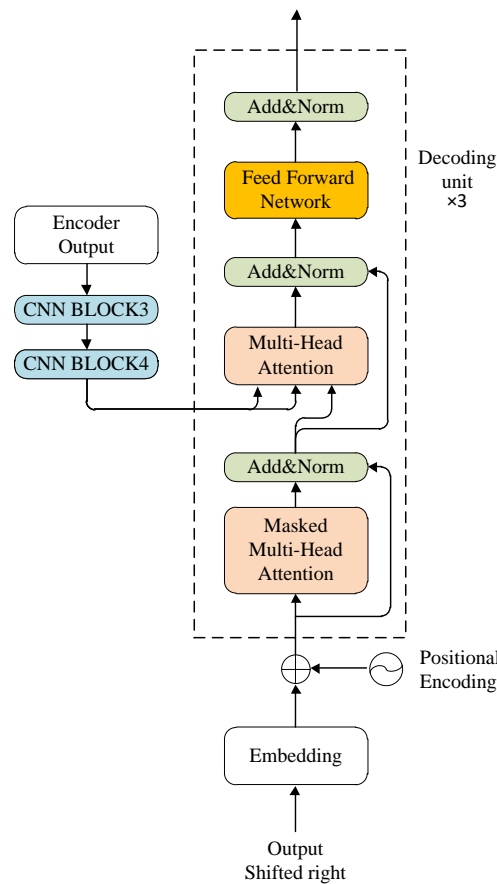 Add&Norm
Decoding
unit
×3
Feed Forward
Network
Encoder
Output
Add&Norm
CNN BLOCK3
Multi-Head
Attention
CNN BLOCK4
Add&Norm
Masked
Multi-Head
Attention
Positional
Encoding
Embedding
Output
Shifted right